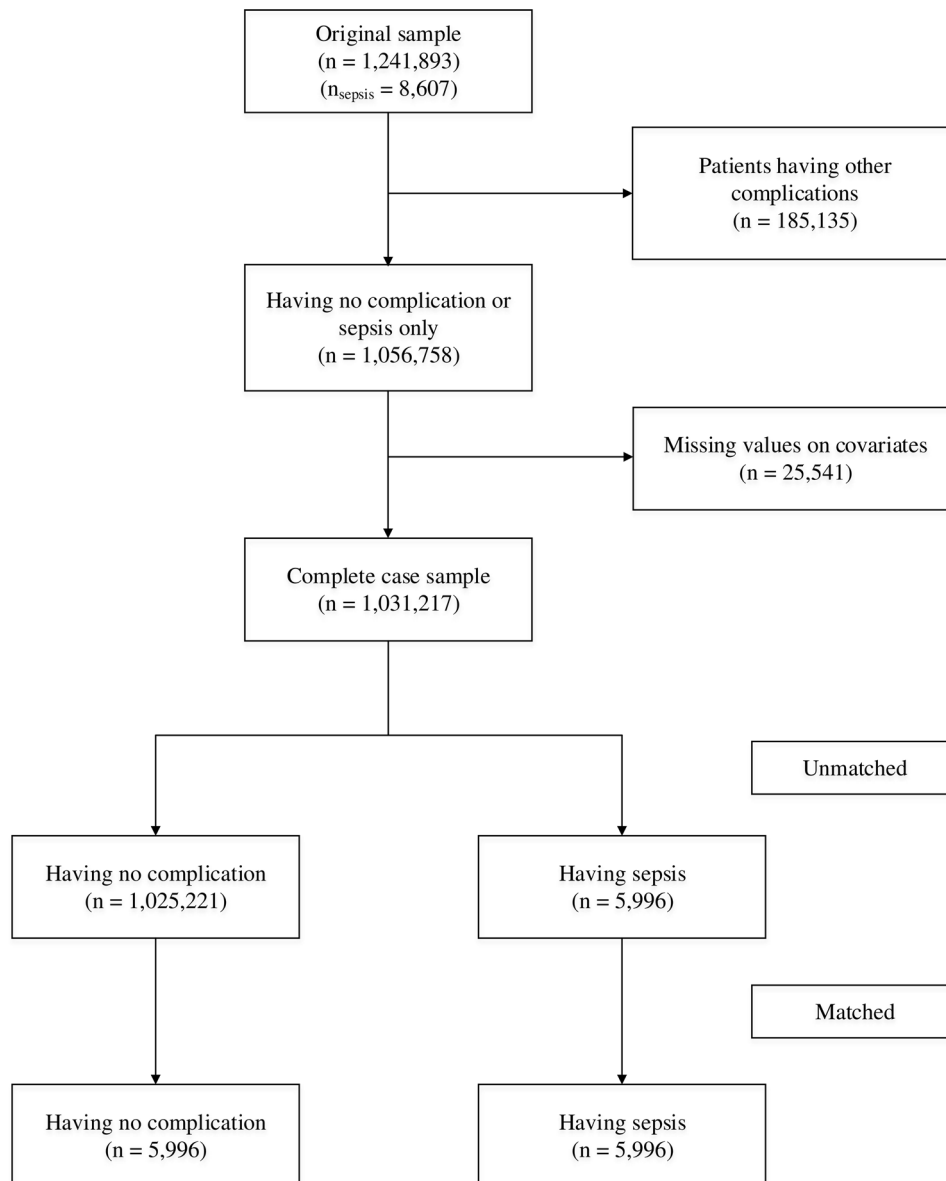 Original sample
(n = 1,241,893)
(nsepsis = 8,607)
Patients having other
complications
(n = 185,135)
Having no complication or
sepsis only
(n = 1,056,758)
Missing values on covariates
(n = 25,541)
Complete case sample
(n = 1,031,217)
Unmatched
Having no complication
(n = 1,025,221)
Having sepsis
(n = 5,996)
Matched
Having no complication
(n = 5,996)
Having sepsis
(n = 5,996)